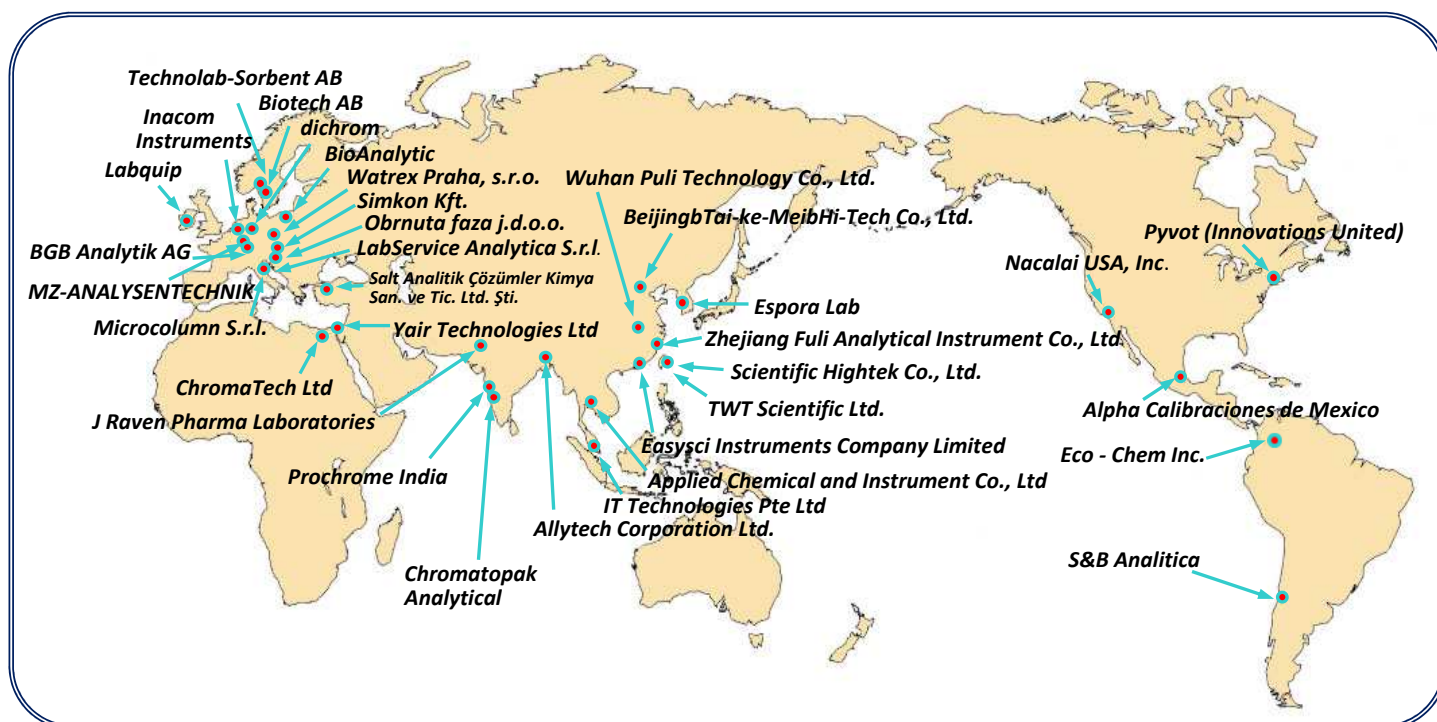 Technolab-Sorbent AB
Biotech AB
Inacom
Instruments
dichrom
Labquip
BioAnalytic
Watrex Praha, s.r.o.
Simkon Kft.
Obrnuta faza j.d.o.o.
BGB Analytik AG
LabService Analytica S.r.l.
MZ-ANALYSENTECHNIK
Salt Analitik Çözümler Kimya
San. ve Tic. Ltd. Şti.
Microcolumn S.r.l.
Yair Technologies Ltd
ChromaTech Ltd
J Raven Pharma Laboratories
Prochrome India
Chromatopak
Analytical
Wuhan Puli Technology Co., Ltd.
BeijingbTai-ke-MeibHi-Tech Co., Ltd.
Espora Lab
Zhejiang Fuli Analytical Instrument Co., Ltd
Scientific Hightek Co., Ltd.
TWT Scientific Ltd.
Easysci Instruments Company Limited
Applied Chemical and Instrument Co., Ltd
IT Technologies Pte Ltd
Allytech Corporation Ltd.
Pyvot (Innovations United)
Nacalai USA, Inc.
Alpha Calibraciones de Mexico
Eco - Chem Inc.
S&B Analitica